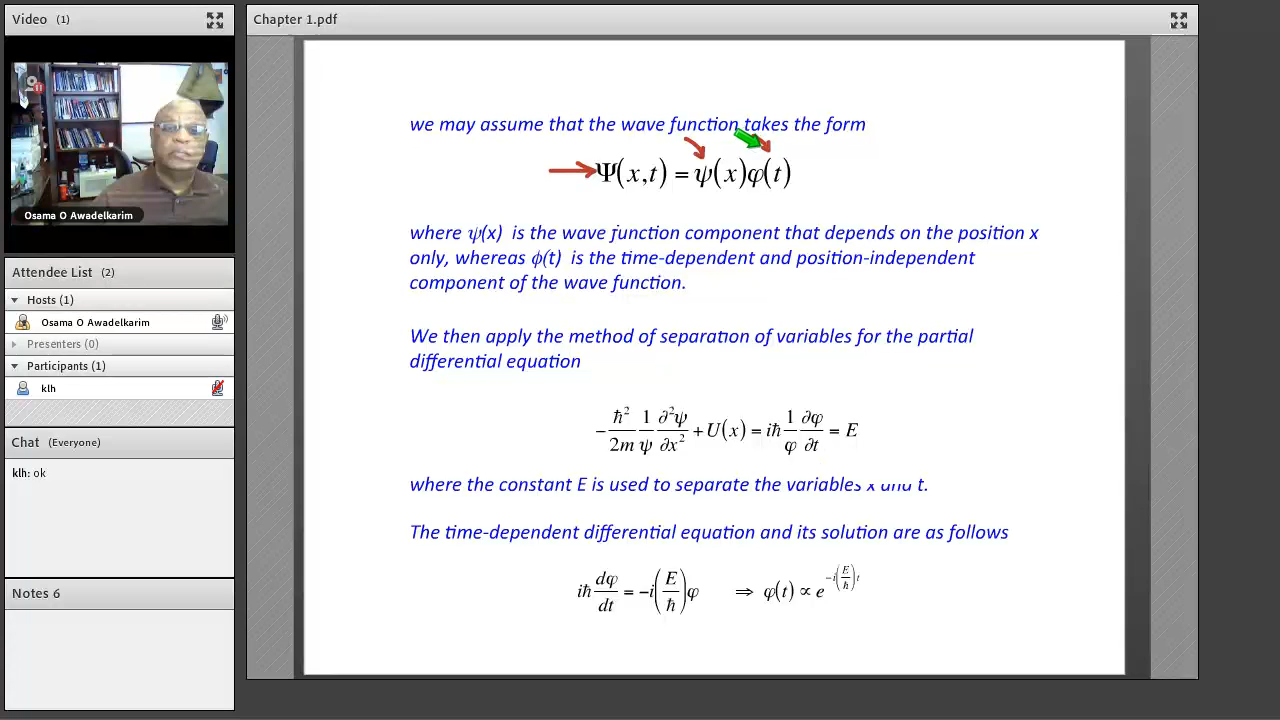 Video (1)
Osama O Awadelkarim
Attendee List (2)
Hosts (1)
Osama O Awadelkarim
Presenters (0)
Participants (1)
klh
Chat (Everyone)
klh: ok
Notes 6
Chapter 1.pdf
we may assume that the wave function takes the form
Ψ(x,t) = ψ(x)φ(t)
where ψ(x) is the wave function component that depends on the position x
only, whereas ϕ(t) is the time-dependent and position-independent
component of the wave function.
We then apply the method of separation of variables for the partial
differential equation
−ħ²/2m 1/ψ ∂²ψ/∂x² + U(x) = iħ 1/φ ∂φ/∂t = E
where the constant E is used to separate the variables x and t.
The time-dependent differential equation and its solution are as follows
iħ dφ/dt = −i(E/ħ)φ ⇒ φ(t) ∝ e^−i(E/ħ)t